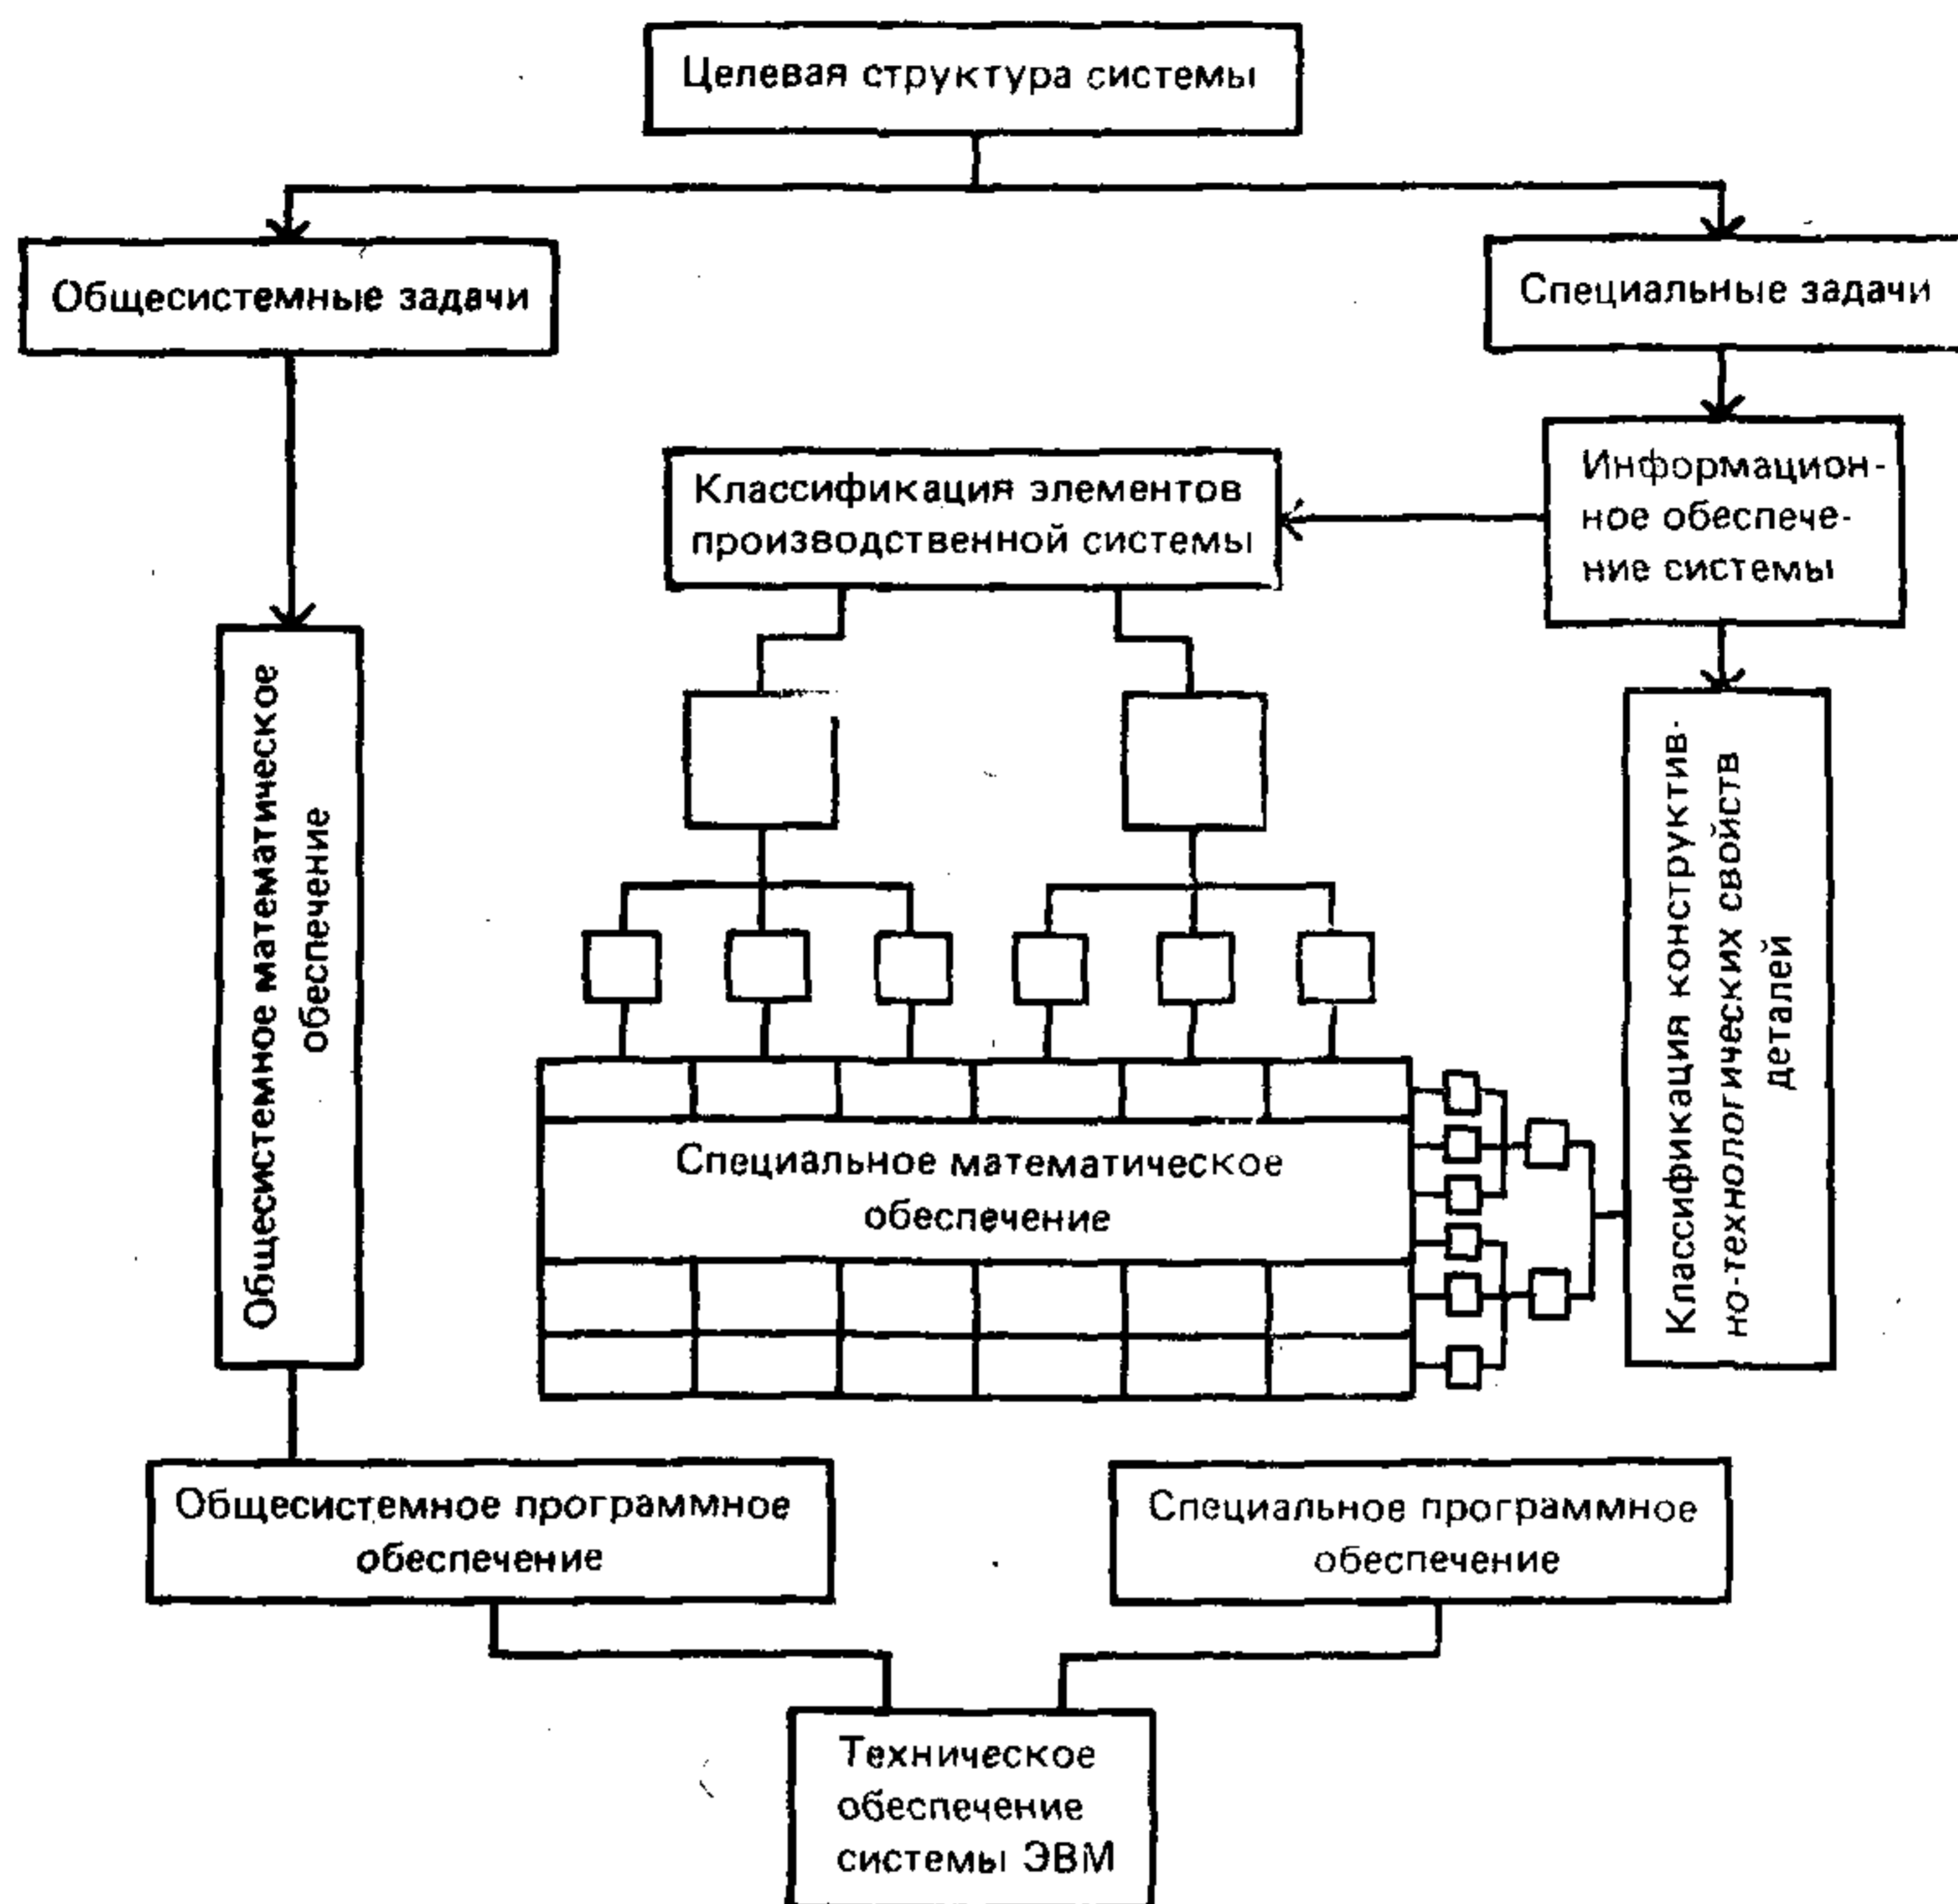 Целевая структура системы
Общесистемные задачи
Специальные задачи
Классификация элементов
производственной системы
Информацион-
ное обеспече-
ние системы
Общесистемное математическое
обеспечение
Классификация конструктив-
но-технологических свойств
деталей
Специальное математическое
обеспечение
Общесистемное программное
обеспечение
Специальное программное
обеспечение
Техническое
обеспечение
системы ЭВМ